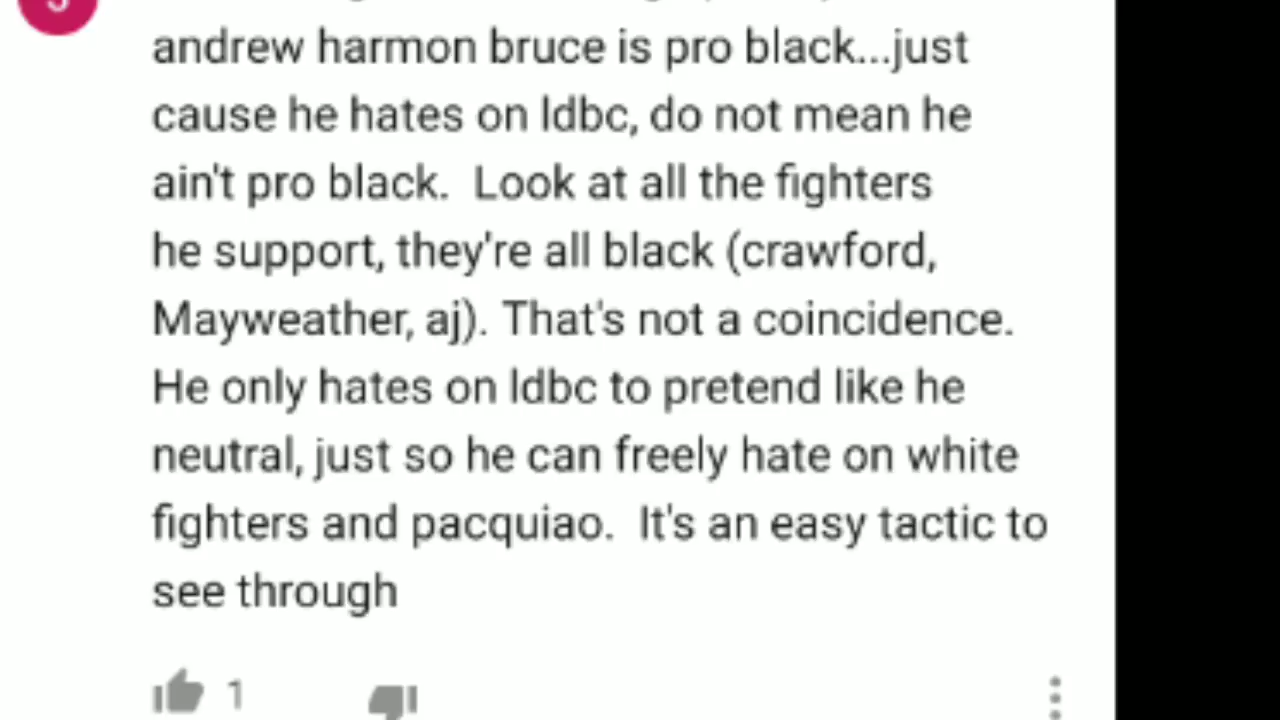 andrew harmon bruce is pro black...just
cause he hates on ldbc, do not mean he
ain't pro black.  Look at all the fighters
he support, they're all black (crawford,
Mayweather, aj). That's not a coincidence.
He only hates on ldbc to pretend like he
neutral, just so he can freely hate on white
fighters and pacquiao.  It's an easy tactic to
see through
1